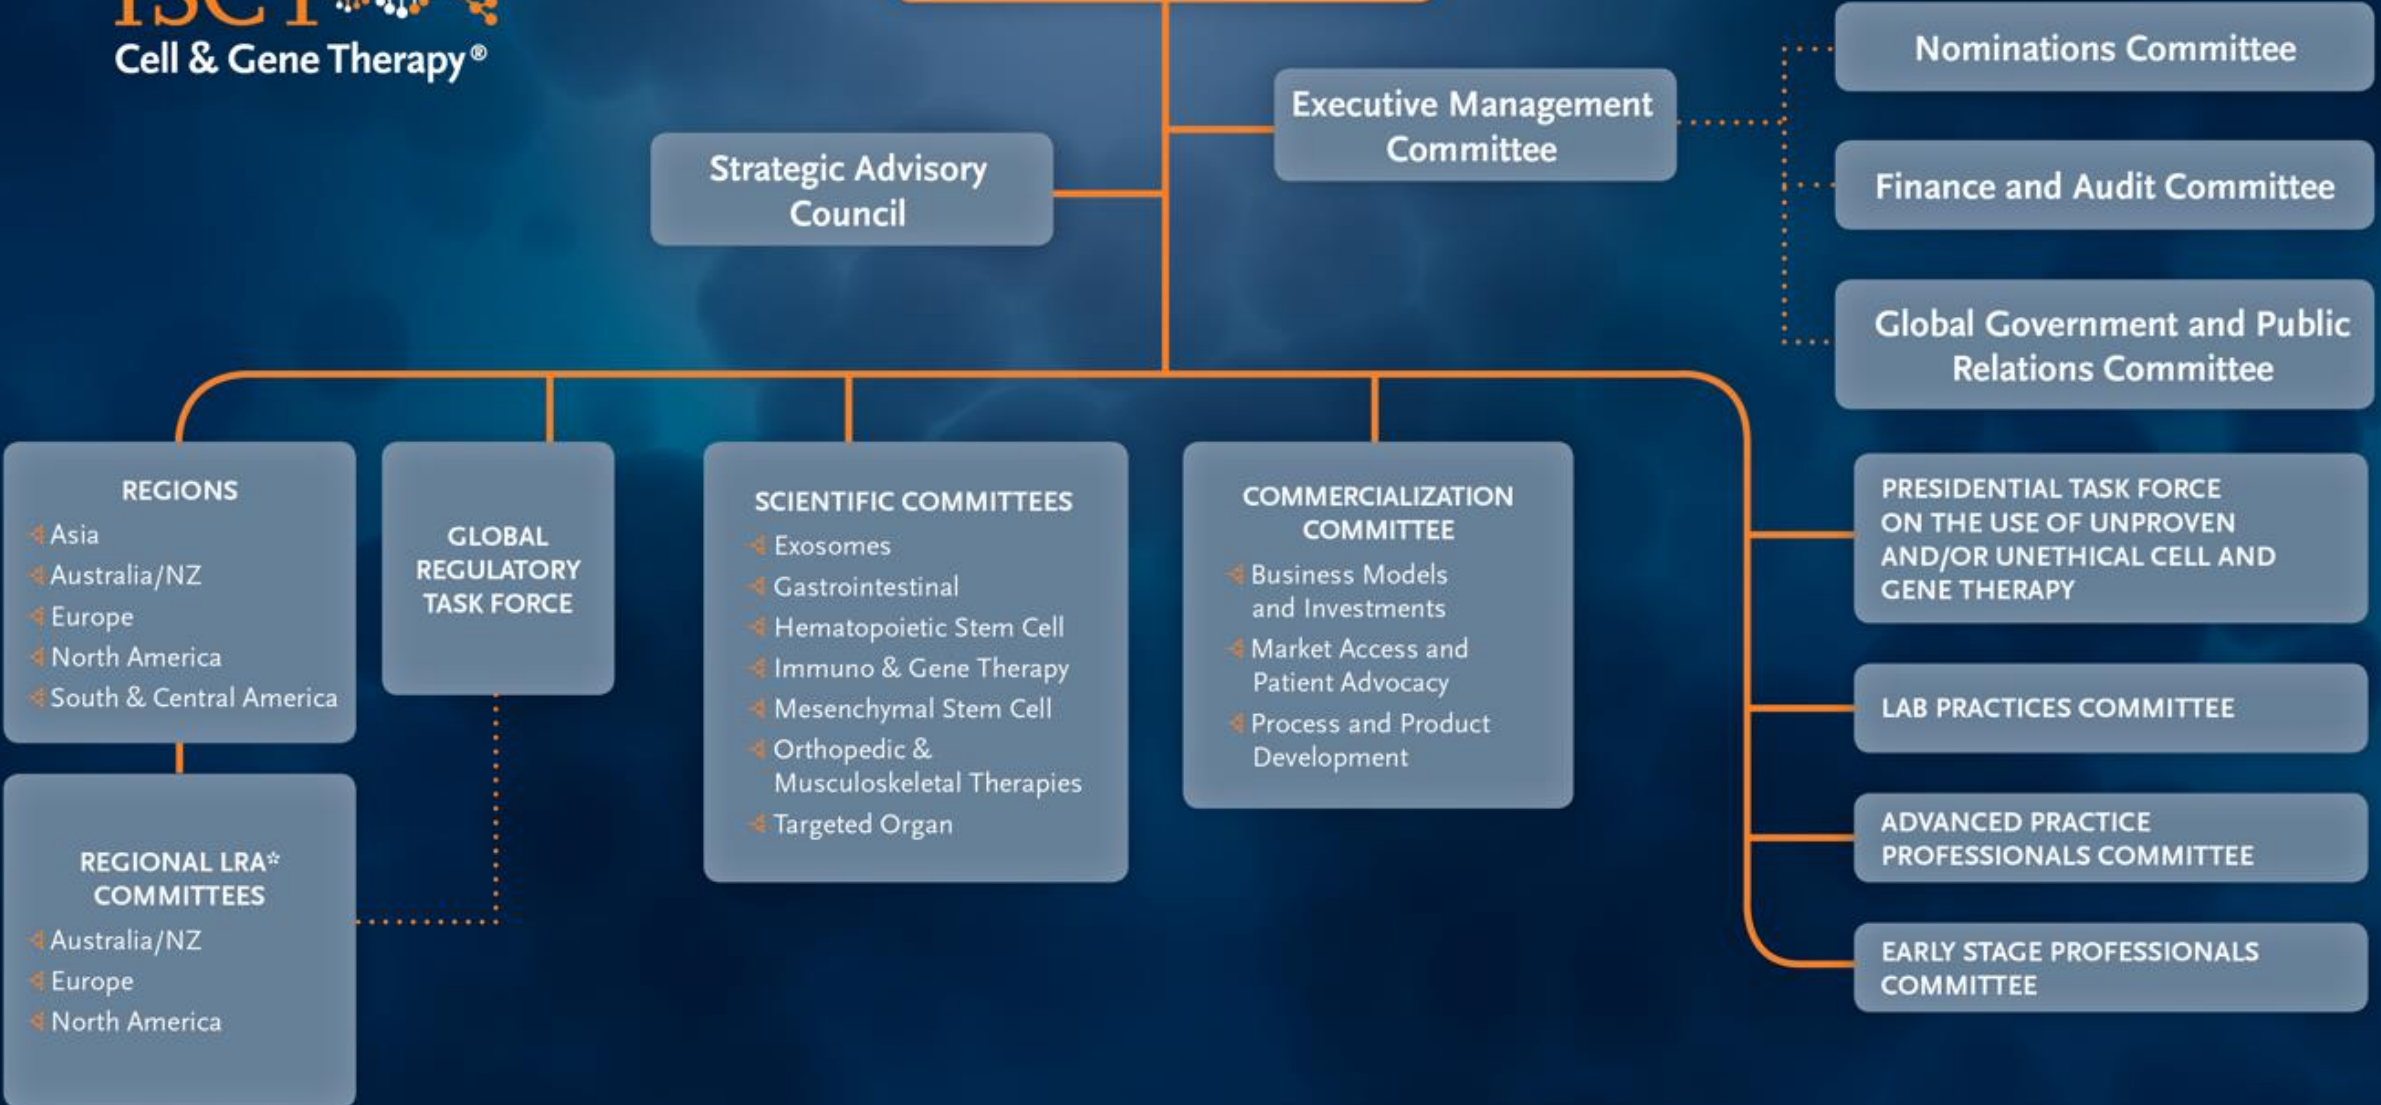 ISCT
Cell & Gene Therapy®
Nominations Committee
Executive Management
Committee
Strategic Advisory
Council
Finance and Audit Committee
Global Government and Public
Relations Committee
REGIONS
Asia
Australia/NZ
Europe
North America
South & Central America
GLOBAL
REGULATORY
TASK FORCE
SCIENTIFIC COMMITTEES
Exosomes
Gastrointestinal
Hematopoietic Stem Cell
Immuno & Gene Therapy
Mesenchymal Stem Cell
Orthopedic &
Musculoskeletal Therapies
Targeted Organ
COMMERCIALIZATION
COMMITTEE
Business Models
and Investments
Market Access and
Patient Advocacy
Process and Product
Development
PRESIDENTIAL TASK FORCE
ON THE USE OF UNPROVEN
AND/OR UNETHICAL CELL AND
GENE THERAPY
LAB PRACTICES COMMITTEE
ADVANCED PRACTICE
PROFESSIONALS COMMITTEE
EARLY STAGE PROFESSIONALS
COMMITTEE
REGIONAL LRA*
COMMITTEES
Australia/NZ
Europe
North America